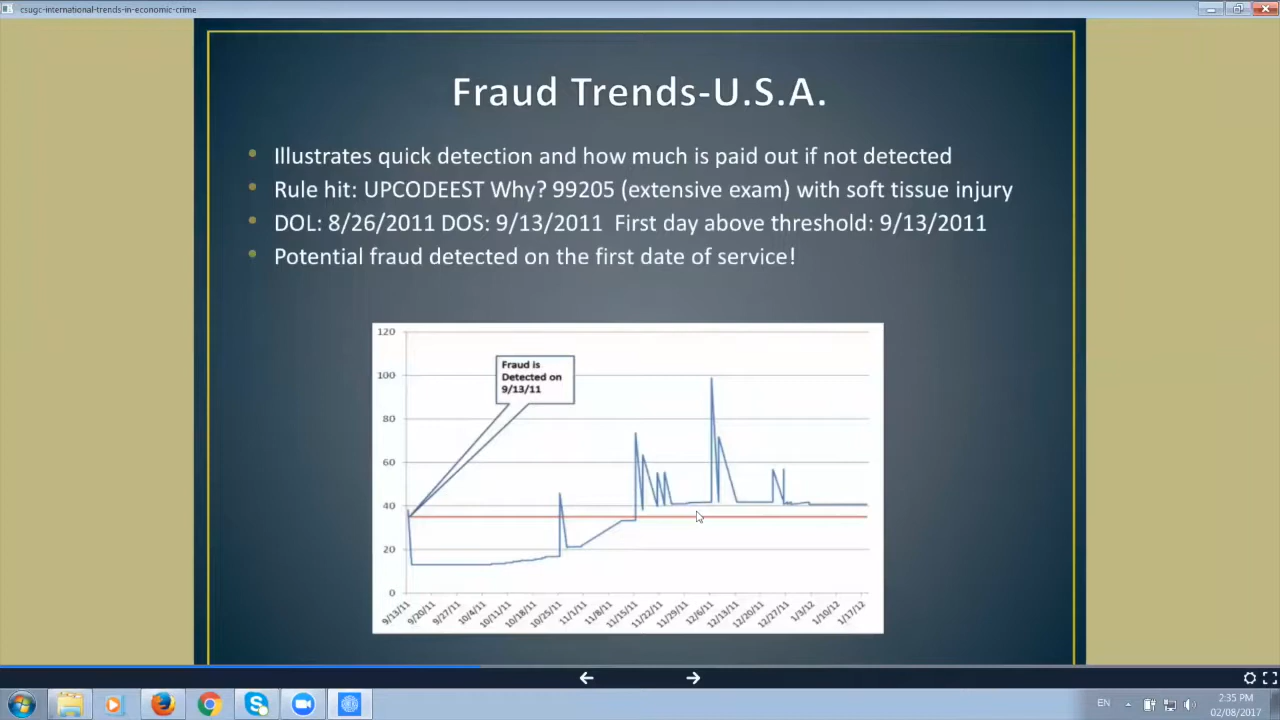 csugc-international-trends-in-economic-crime
Fraud Trends-U.S.A.
Illustrates quick detection and how much is paid out if not detected
Rule hit: UPCODEEST Why? 99205 (extensive exam) with soft tissue injury
DOL: 8/26/2011 DOS: 9/13/2011 First day above threshold: 9/13/2011
Potential fraud detected on the first date of service!
120
100
80
60
40
20
0
Fraud is
Detected on
9/13/11
9/13/11
9/20/11
9/27/11
10/4/11
10/11/11
10/18/11
10/25/11
11/1/11
11/8/11
11/15/11
11/22/11
11/29/11
12/6/11
12/13/11
12/20/11
12/27/11
1/3/12
1/10/12
1/17/12
EN
2:35 PM
02/08/2017